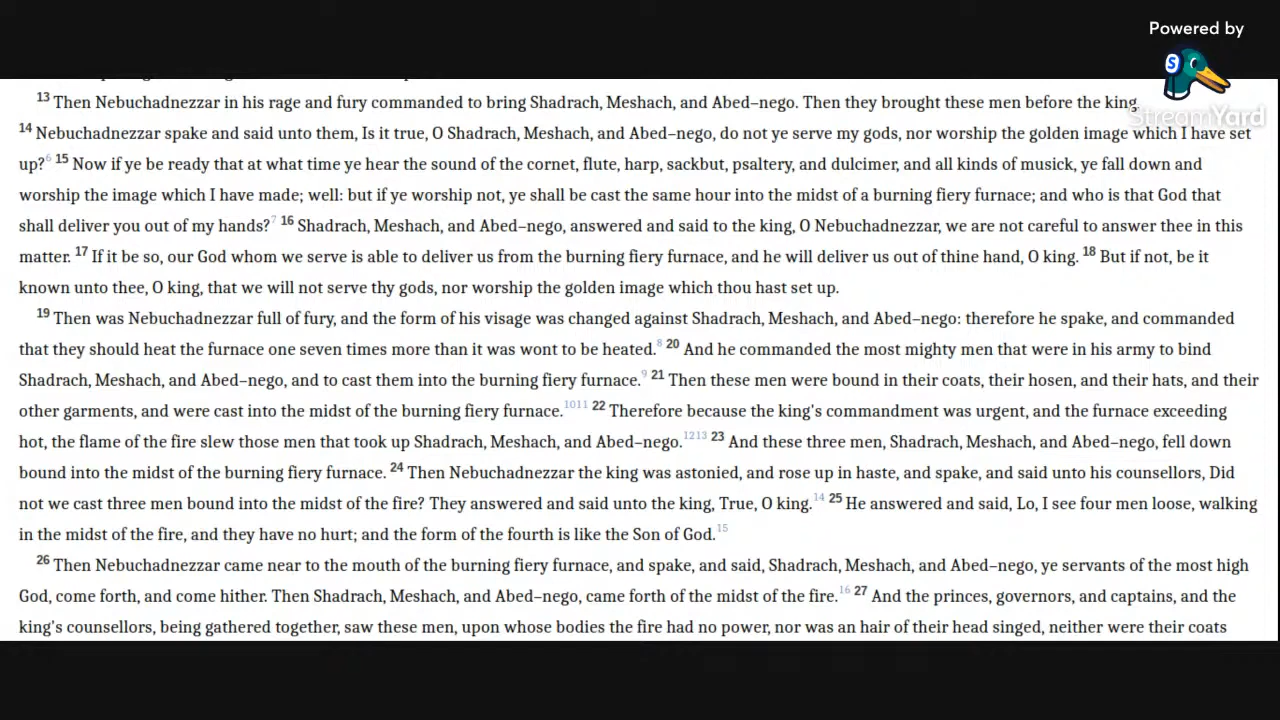 Powered by
StreamYard
13 Then Nebuchadnezzar in his rage and fury commanded to bring Shadrach, Meshach, and Abed–nego. Then they brought these men before the king.
14 Nebuchadnezzar spake and said unto them, Is it true, O Shadrach, Meshach, and Abed–nego, do not ye serve my gods, nor worship the golden image which I have set
up?6 15 Now if ye be ready that at what time ye hear the sound of the cornet, flute, harp, sackbut, psaltery, and dulcimer, and all kinds of musick, ye fall down and
worship the image which I have made; well: but if ye worship not, ye shall be cast the same hour into the midst of a burning fiery furnace; and who is that God that
shall deliver you out of my hands?7 16 Shadrach, Meshach, and Abed–nego, answered and said to the king, O Nebuchadnezzar, we are not careful to answer thee in this
matter. 17 If it be so, our God whom we serve is able to deliver us from the burning fiery furnace, and he will deliver us out of thine hand, O king. 18 But if not, be it
known unto thee, O king, that we will not serve thy gods, nor worship the golden image which thou hast set up.
19 Then was Nebuchadnezzar full of fury, and the form of his visage was changed against Shadrach, Meshach, and Abed–nego: therefore he spake, and commanded
that they should heat the furnace one seven times more than it was wont to be heated.8 20 And he commanded the most mighty men that were in his army to bind
Shadrach, Meshach, and Abed–nego, and to cast them into the burning fiery furnace.9 21 Then these men were bound in their coats, their hosen, and their hats, and their
other garments, and were cast into the midst of the burning fiery furnace.1011 22 Therefore because the king's commandment was urgent, and the furnace exceeding
hot, the flame of the fire slew those men that took up Shadrach, Meshach, and Abed–nego.1213 23 And these three men, Shadrach, Meshach, and Abed–nego, fell down
bound into the midst of the burning fiery furnace. 24 Then Nebuchadnezzar the king was astonied, and rose up in haste, and spake, and said unto his counsellors, Did
not we cast three men bound into the midst of the fire? They answered and said unto the king, True, O king.14 25 He answered and said, Lo, I see four men loose, walking
in the midst of the fire, and they have no hurt; and the form of the fourth is like the Son of God.15
26 Then Nebuchadnezzar came near to the mouth of the burning fiery furnace, and spake, and said, Shadrach, Meshach, and Abed–nego, ye servants of the most high
God, come forth, and come hither. Then Shadrach, Meshach, and Abed–nego, came forth of the midst of the fire.16 27 And the princes, governors, and captains, and the
king's counsellors, being gathered together, saw these men, upon whose bodies the fire had no power, nor was an hair of their head singed, neither were their coats